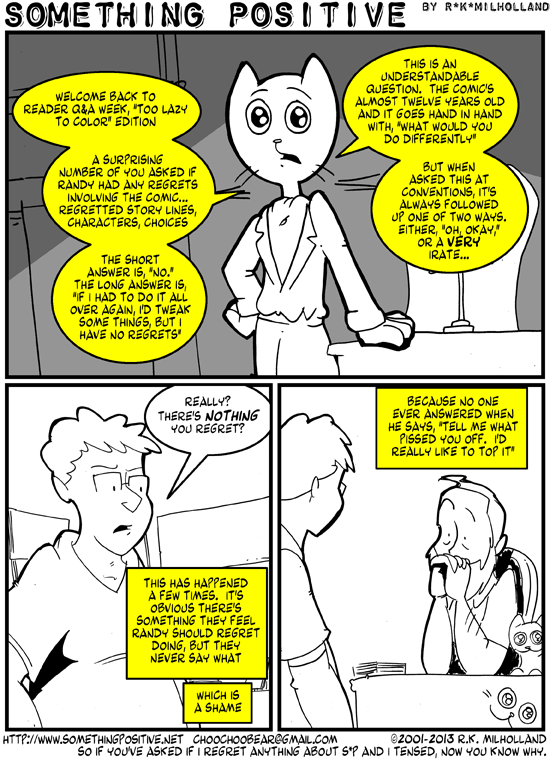 SOMETHING POSITIVE BY R*K*MILHOLLAND
WELCOME BACK TO
READER Q&A WEEK, "TOO LAZY
TO COLOR" EDITION
A SURPRISING
NUMBER OF YOU ASKED IF
RANDY HAD ANY REGRETS
INVOLVING THE COMIC...
REGRETTED STORY LINES,
CHARACTERS, CHOICES
THE SHORT
ANSWER IS, "NO."
THE LONG ANSWER IS,
"IF I HAD TO DO IT ALL
OVER AGAIN, I'D TWEAK
SOME THINGS, BUT I
HAVE NO REGRETS"
THIS IS AN
UNDERSTANDABLE
QUESTION. THE COMIC'S
ALMOST TWELVE YEARS OLD
AND IT GOES HAND IN HAND
WITH, "WHAT WOULD YOU
DO DIFFERENTLY"
BUT WHEN
ASKED THIS AT
CONVENTIONS, IT'S
ALWAYS FOLLOWED
UP ONE OF TWO WAYS.
EITHER, "OH, OKAY,"
OR A VERY
IRATE...
REALLY?
THERE'S NOTHING
YOU REGRET?
THIS HAS HAPPENED
A FEW TIMES. IT'S
OBVIOUS THERE'S
SOMETHING THEY FEEL
RANDY SHOULD REGRET
DOING, BUT THEY
NEVER SAY WHAT
WHICH IS
A SHAME
BECAUSE NO ONE
EVER ANSWERED WHEN
HE SAYS, "TELL ME WHAT
PISSED YOU OFF. I'D
REALLY LIKE TO TOP IT"
HTTP://WWW.SOMETHINGPOSITIVE.NET CHOOCHOOBEAR@GMAIL.COM ©2001-2013 R.K. MILHOLLAND
SO IF YOU'VE ASKED IF I REGRET ANYTHING ABOUT S*P AND I TENSED, NOW YOU KNOW WHY.